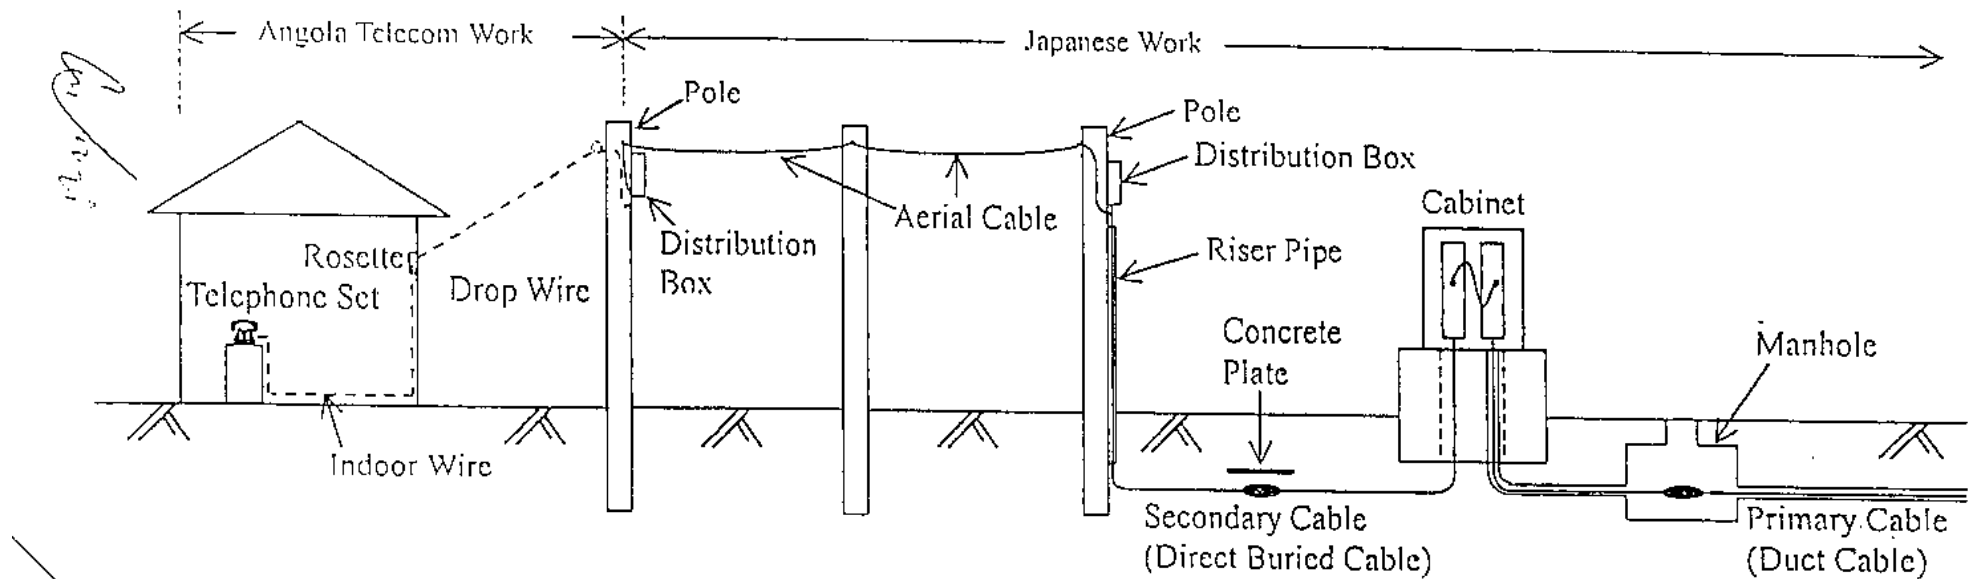 Angola Telecom Work
Japanese Work
Pole
Pole
Distribution Box
Cabinet
Aerial Cable
Distribution
Box
Rosetter
Riser Pipe
Telephone Set
Drop Wire
Concrete
Plate
Manhole
Indoor Wire
Secondary Cable
(Direct Buried Cable)
Primary Cable
(Duct Cable)